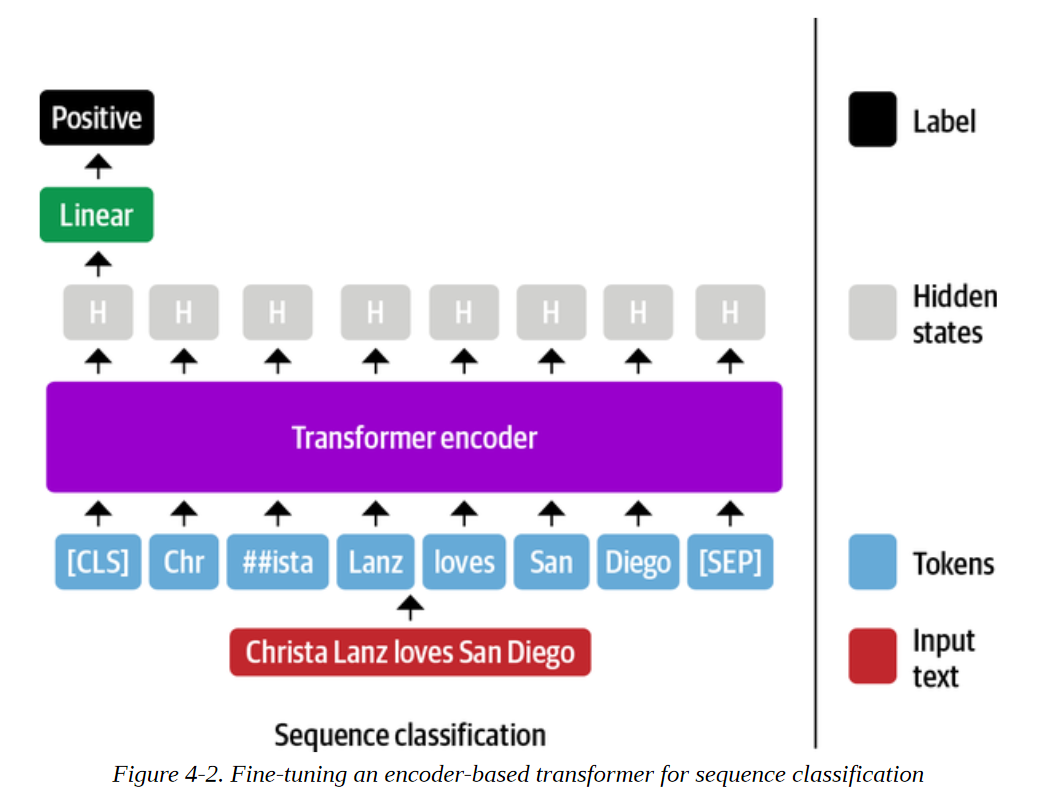 Positive
Label
Linear
H H H H H H H H
Hidden
states
Transformer encoder
[CLS] Chr ##ista Lanz loves San Diego [SEP]
Tokens
Christa Lanz loves San Diego
Input
text
Sequence classification
Figure 4-2. Fine-tuning an encoder-based transformer for sequence classification